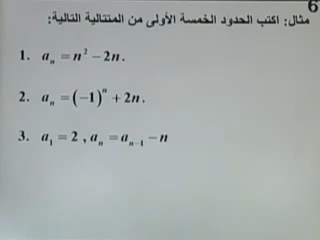 6
مثال: اكتب الحدود الخمسة الأولى من المتتالية التالية:
1. aₙ = n² − 2n.
2. aₙ = (−1)ⁿ + 2n.
3. a₁ = 2 , aₙ = aₙ₋₁ − n